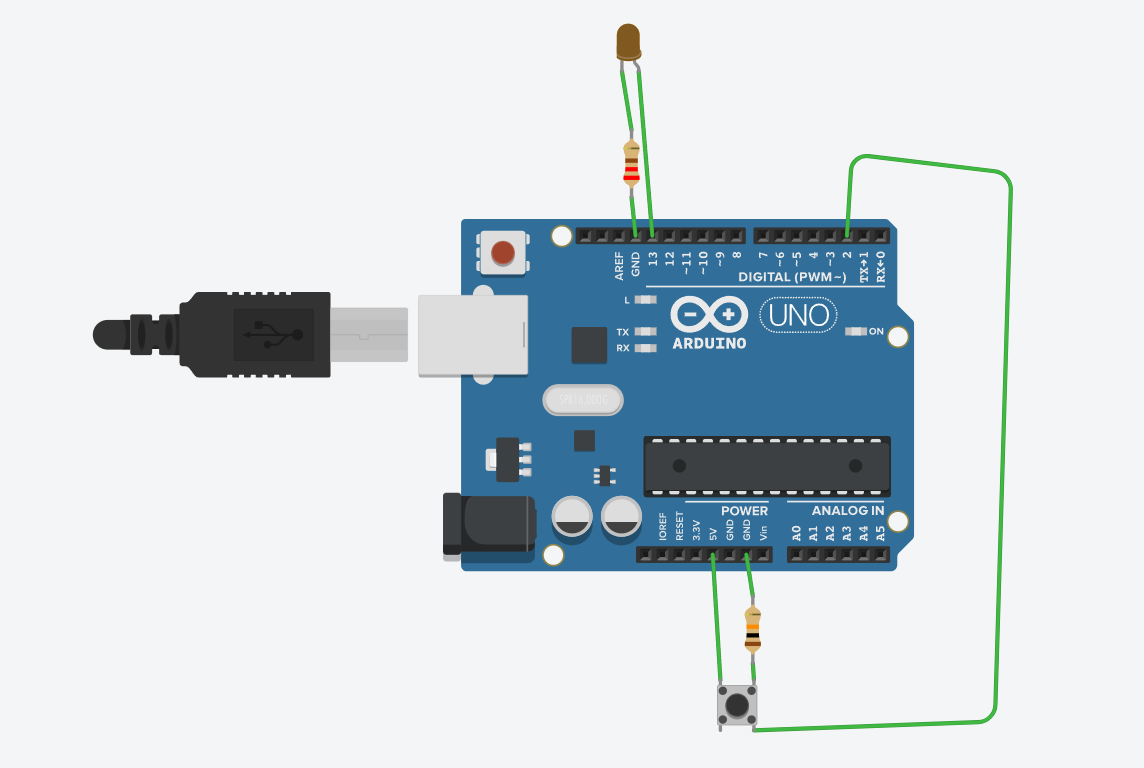 AREF
GND
13
12
~11
~10
~9
8
7
~6
~5
4
~3
2
TX→1
RX←0
DIGITAL (PWM~)
L
TX
RX
ARDUINO
UNO
ON
POWER
ANALOG IN
IOREF
RESET
3.3V
5V
GND
GND
Vin
A0
A1
A2
A3
A4
A5